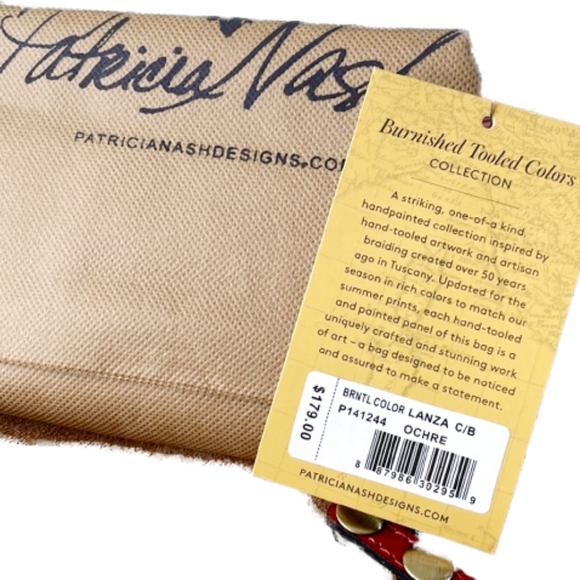 Patricia Nash
PATRICIANASHDESIGNS.CO
Burnished Tooled Colors
COLLECTION
A striking, one-of-a kind,
handpainted collection inspired by
hand-tooled artwork and artisan
braiding created over 50 years
ago in Tuscany. Updated for the
season in rich colors to match our
summer prints, each hand-tooled
and painted panel of this bag is a
uniquely crafted and stunning work
of art – a bag designed to be noticed
and assured to make a statement.
$179.00
BRNTL COLOR LANZA C/B
P141244 OCHRE
8 87986 30295 9
PATRICIANASHDESIGNS.COM